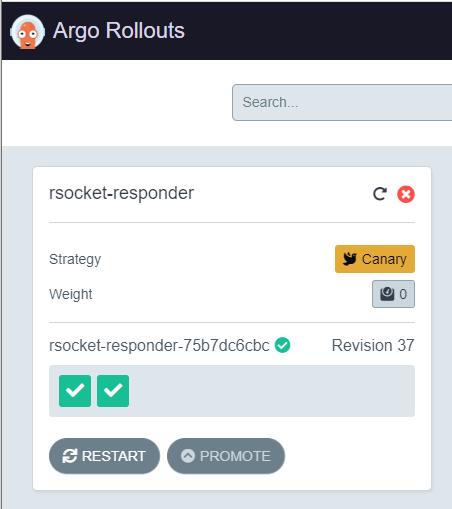 Argo Rollouts
Search...
rsocket-responder
Strategy
Canary
Weight
0
rsocket-responder-75b7dc6cbc
Revision 37
RESTART
PROMOTE